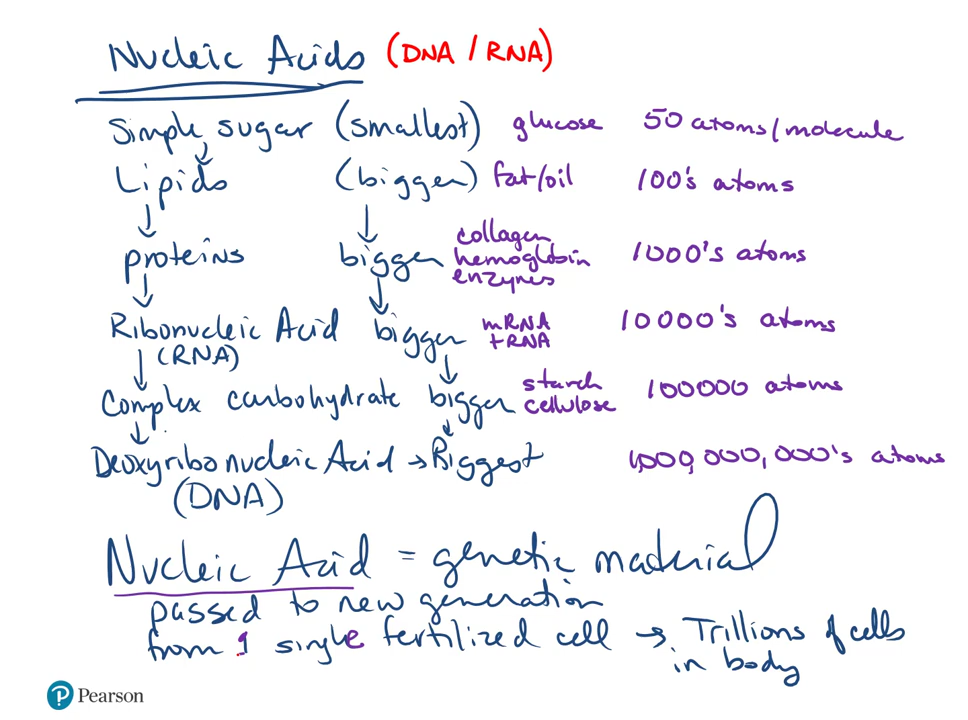 Nucleic Acids (DNA / RNA)
Simple sugar (smallest) glucose 50 atoms/molecule
Lipids (bigger) fat/oil 100's atoms
proteins bigger collagen hemoglobin enzymes 1000's atoms
Ribonucleic Acid (RNA) bigger mRNA tRNA 10000's atoms
Complex carbohydrate bigger starch cellulose 100000 atoms
Deoxyribonucleic Acid → Biggest 1,000,000,000's atoms
(DNA)
Nucleic Acid = genetic material
passed to new generation
from 1 single fertilized cell → Trillions of cells
in body
Pearson